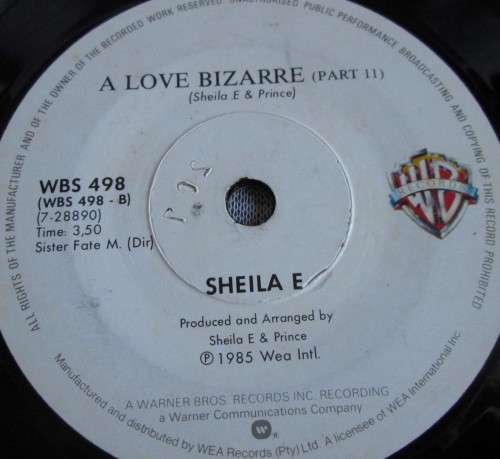 ALL RIGHTS OF THE MANUFACTURER AND OF THE OWNER OF THE RECORDED WORK RESERVED UNAUTHORISED PUBLIC PERFORMANCE BROADCASTING AND COPYING OF THIS RECORD PROHIBITED
A LOVE BIZARRE (PART 11)
(Sheila E & Prince)
WBS 498
(WBS 498 - B)
(7-28890)
Time: 3,50
Sister Fate M. (Dir)
WB
RECORDS
SHEILA E
Produced and Arranged by
Sheila E & Prince
Ⓟ 1985 Wea Intl.
A WARNER BROS. RECORDS INC. RECORDING
a Warner Communications Company
Manufactured and distributed by WEA Records (Pty) Ltd. A licensee of WEA International Inc.